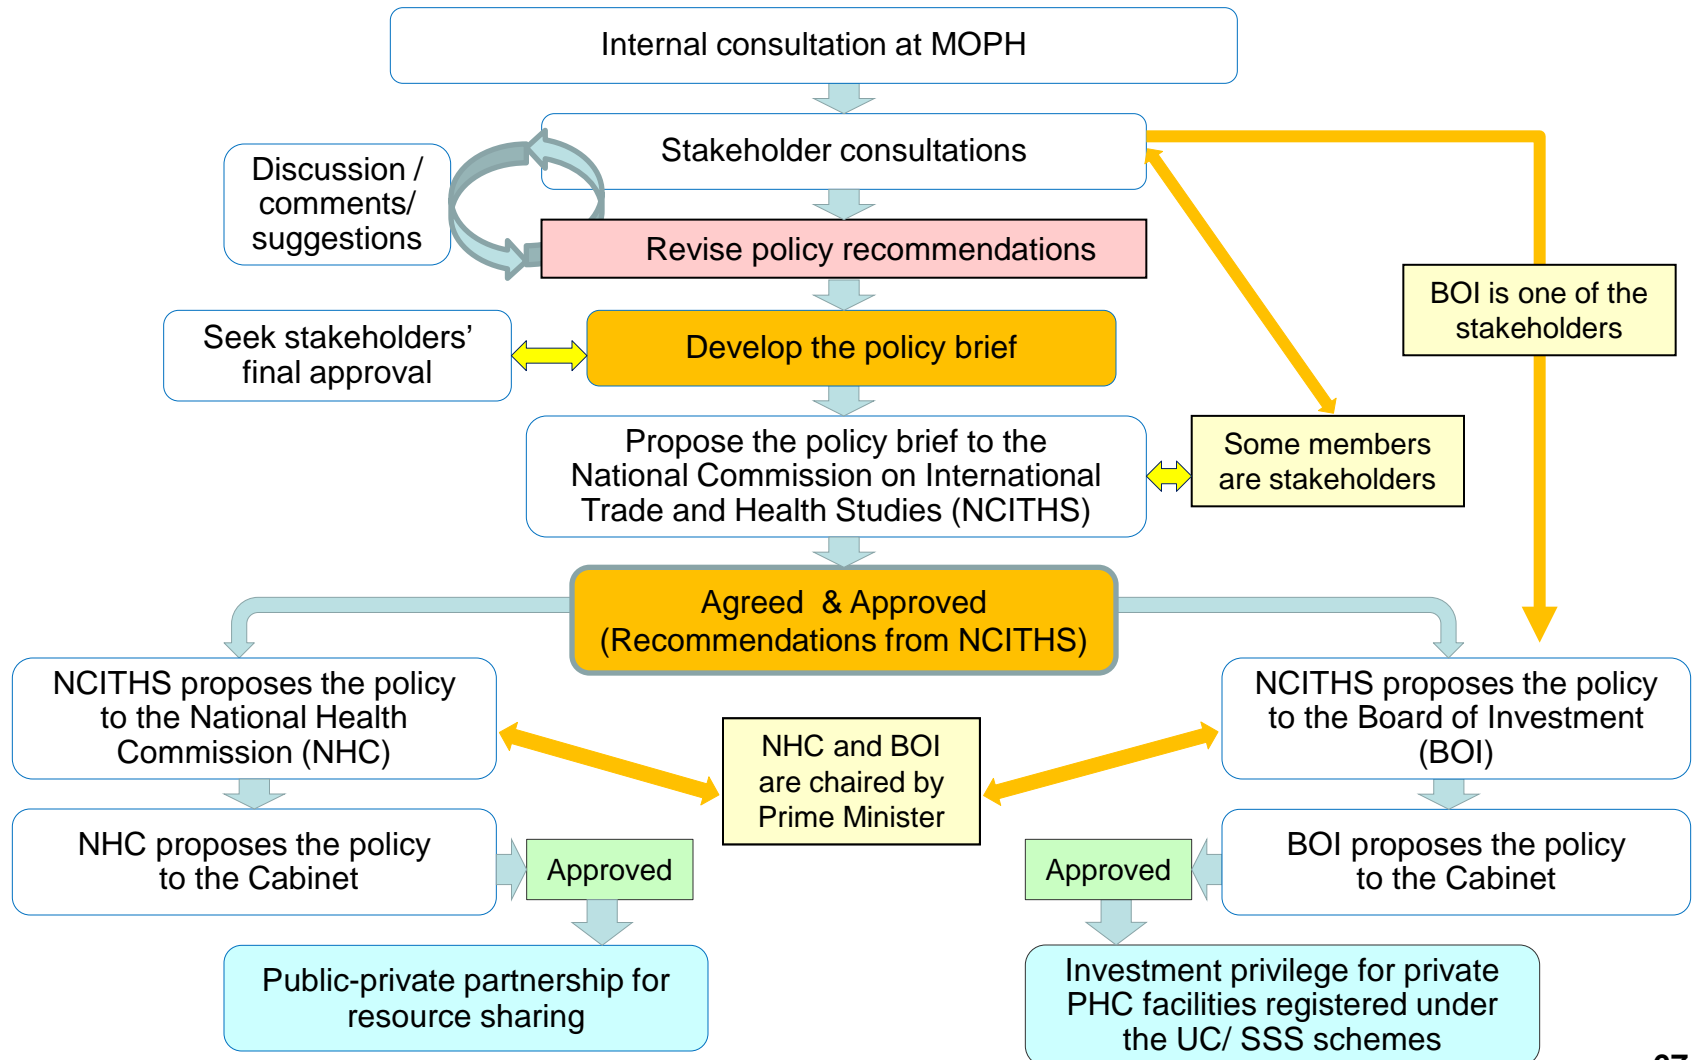 Internal consultation at MOPH
Stakeholder consultations
Discussion /
comments/
suggestions
Revise policy recommendations
BOI is one of the
stakeholders
Seek stakeholders’
final approval
Develop the policy brief
Propose the policy brief to the
National Commission on International
Trade and Health Studies (NCITHS)
Some members
are stakeholders
Agreed & Approved
(Recommendations from NCITHS)
NCITHS proposes the policy
to the National Health
Commission (NHC)
NHC and BOI
are chaired by
Prime Minister
NCITHS proposes the policy
to the Board of Investment
(BOI)
NHC proposes the policy
to the Cabinet
Approved
Approved
BOI proposes the policy
to the Cabinet
Public-private partnership for
resource sharing
Investment privilege for private
PHC facilities registered under
the UC/ SSS schemes